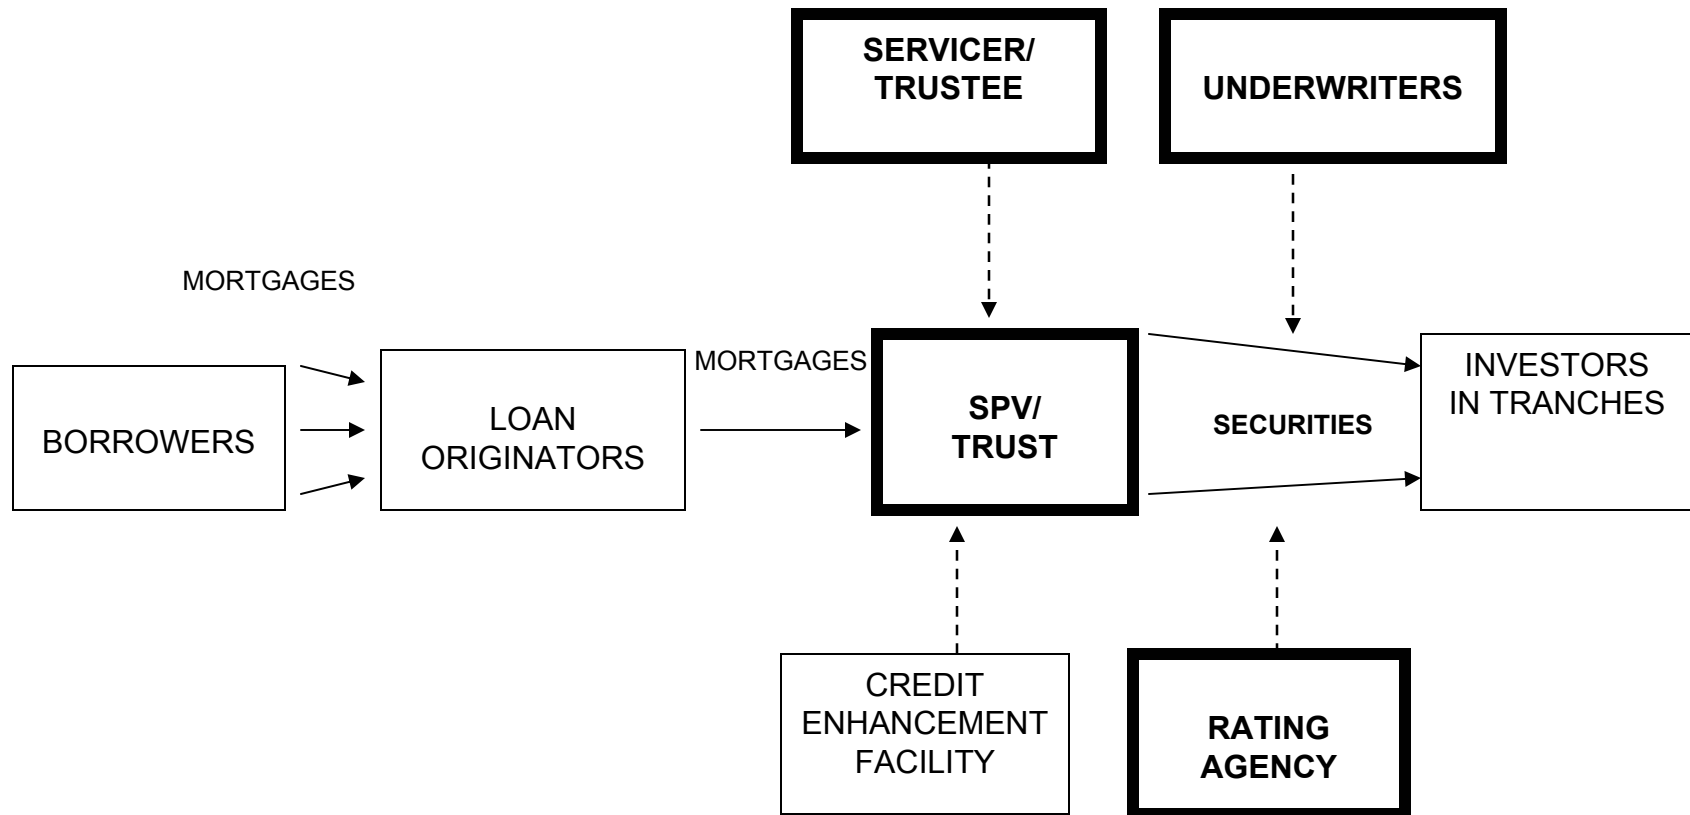 SERVICER/
TRUSTEE
UNDERWRITERS
MORTGAGES
BORROWERS
LOAN
ORIGINATORS
MORTGAGES
SPV/
TRUST
SECURITIES
INVESTORS
IN TRANCHES
CREDIT
ENHANCEMENT
FACILITY
RATING
AGENCY